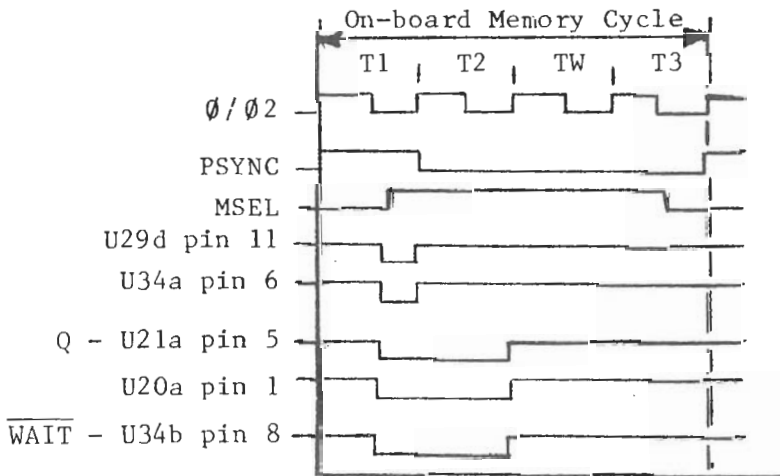 On-board Memory Cycle
T1 T2 TW T3
Ø/Ø2
PSYNC
MSEL
U29d pin 11
U34a pin 6
Q - U21a pin 5
U20a pin 1
WAIT - U34b pin 8